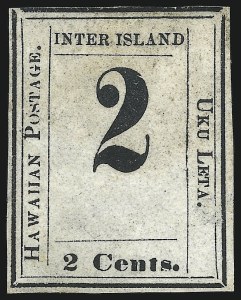 INTER ISLAND
HAWAIIAN POSTAGE.
2
UKU LETA.
2 Cents.